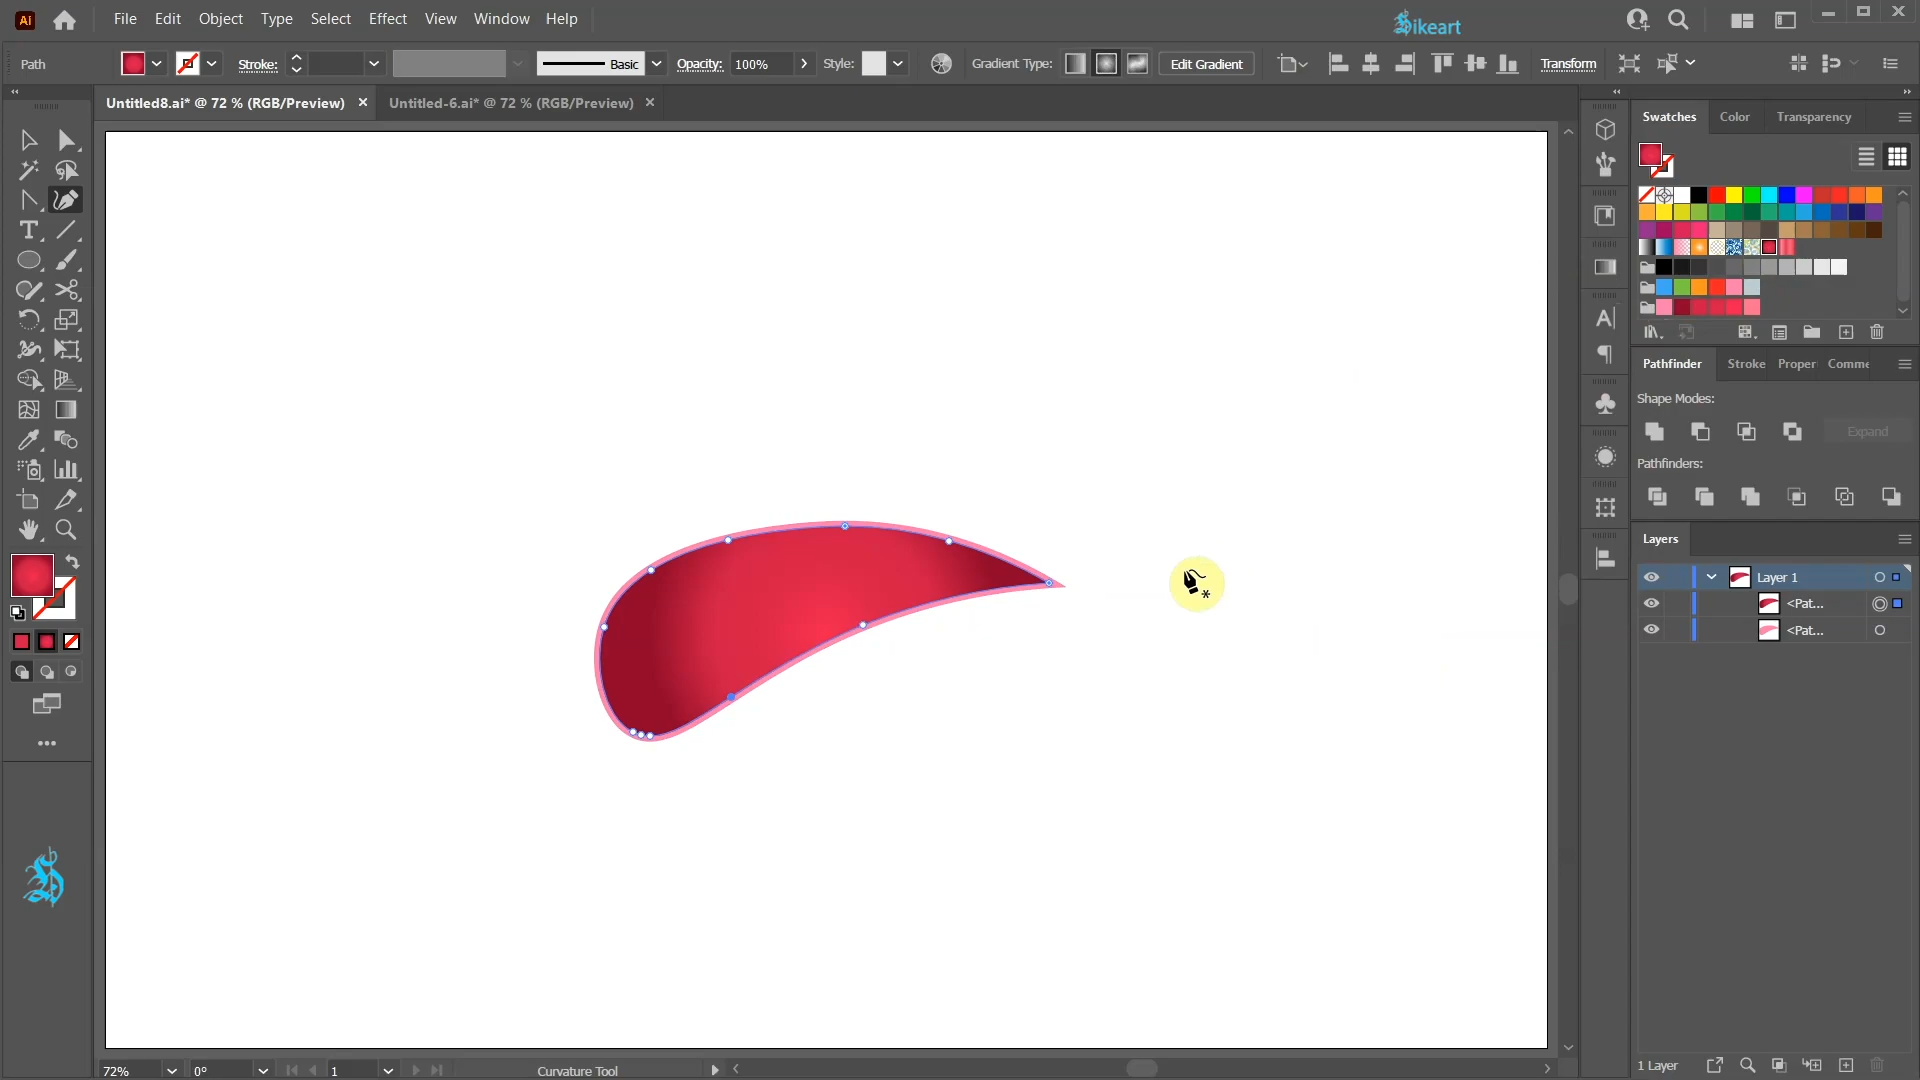 File Edit Object Type Select Effect View Window Help
Sikeart
Path Stroke: Basic Opacity: 100% Style: Gradient Type: Edit Gradient Transform
Untitled8.ai* @ 72 % (RGB/Preview) Untitled-6.ai* @ 72 % (RGB/Preview)
Swatches Color Transparency
Pathfinder Stroke Proper Comme
Shape Modes:
Expand
Pathfinders:
Layers
Layer 1
<Pat...
<Pat...
1 Layer
72% 0° 1 Curvature Tool